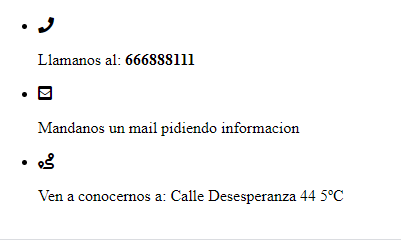 Llamanos al: 666888111
Mandanos un mail pidiendo informacion
Ven a conocernos a: Calle Desesperanza 44 5ºC